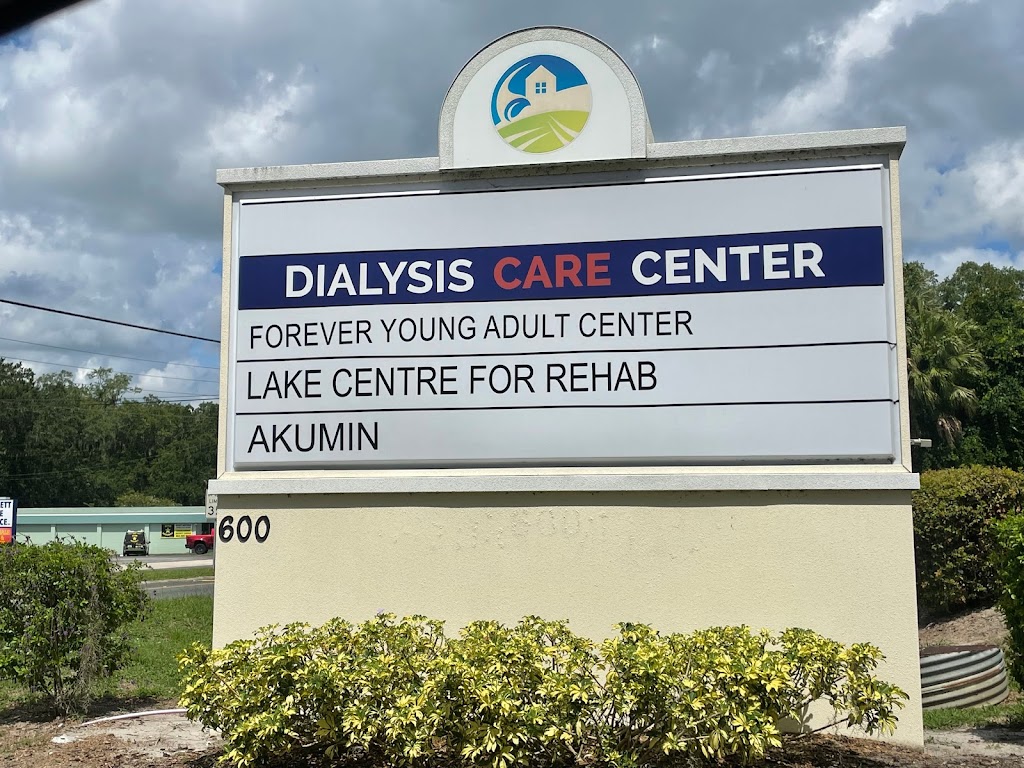 DIALYSIS CARE CENTER
FOREVER YOUNG ADULT CENTER
LAKE CENTRE FOR REHAB
AKUMIN
600